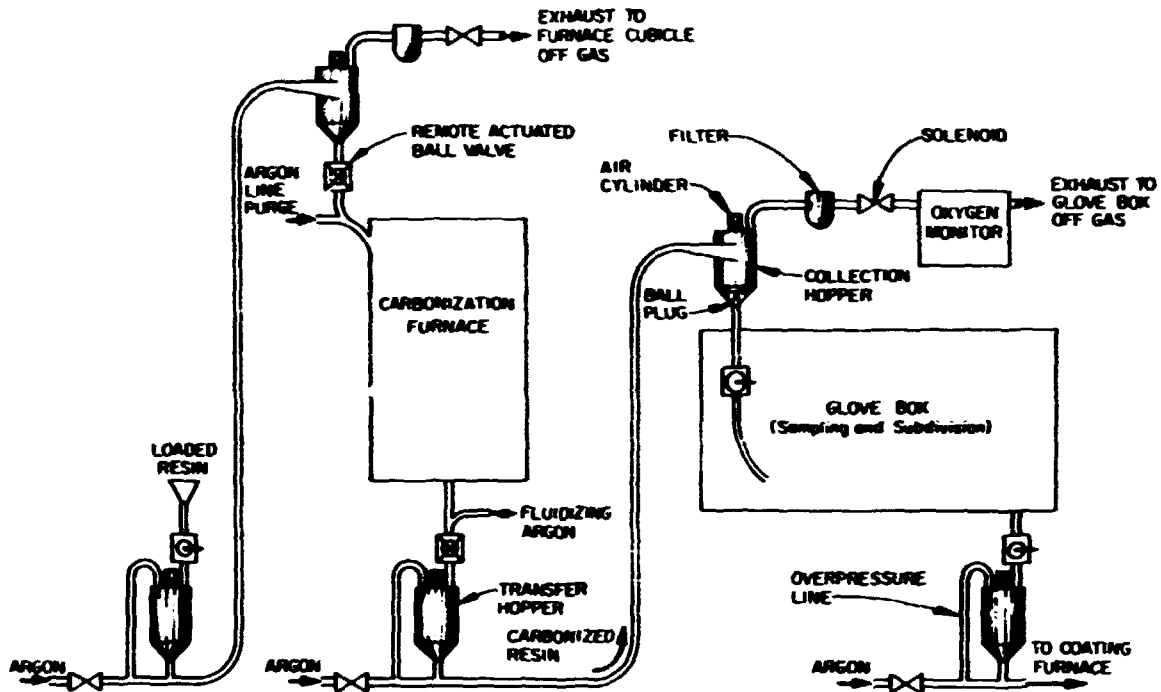 EXHAUST TO
FURNACE CUBICLE
OFF GAS
REMOTE ACTUATED
BALL VALVE
ARGON
LINE
PURGE
FILTER
SOLENOID
AIR
CYLINDER
OXYGEN
MONITOR
EXHAUST TO
GLOVE BOX
OFF GAS
COLLECTION
HOPPER
BALL
PLUG
CARBONIZATION
FURNACE
GLOVE BOX
(Sampling and Subdivision)
LOADED
RESIN
FLUIDIZING
ARGON
TRANSFER
HOPPER
OVERPRESSURE
LINE
CARBONIZED
RESIN
ARGON
ARGON
ARGON
TO COATING
FURNACE